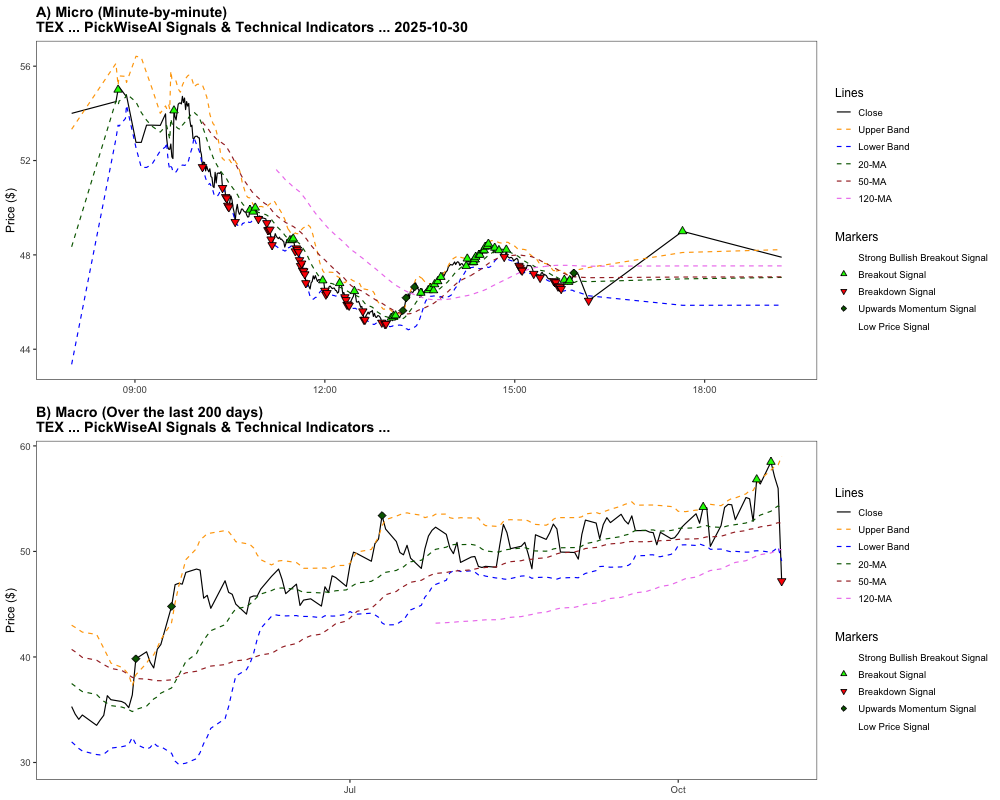 A) Micro (Minute-by-minute)
TEX ... PickWiseAI Signals & Technical Indicators ... 2025-10-30
Price ($)
56
52
48
44
09:00
12:00
15:00
18:00
Lines
Close
Upper Band
Lower Band
20-MA
50-MA
120-MA
Markers
Strong Bullish Breakout Signal
Breakout Signal
Breakdown Signal
Upwards Momentum Signal
Low Price Signal
B) Macro (Over the last 200 days)
TEX ... PickWiseAI Signals & Technical Indicators ...
Price ($)
60
50
40
30
Jul
Oct
Lines
Close
Upper Band
Lower Band
20-MA
50-MA
120-MA
Markers
Strong Bullish Breakout Signal
Breakout Signal
Breakdown Signal
Upwards Momentum Signal
Low Price Signal